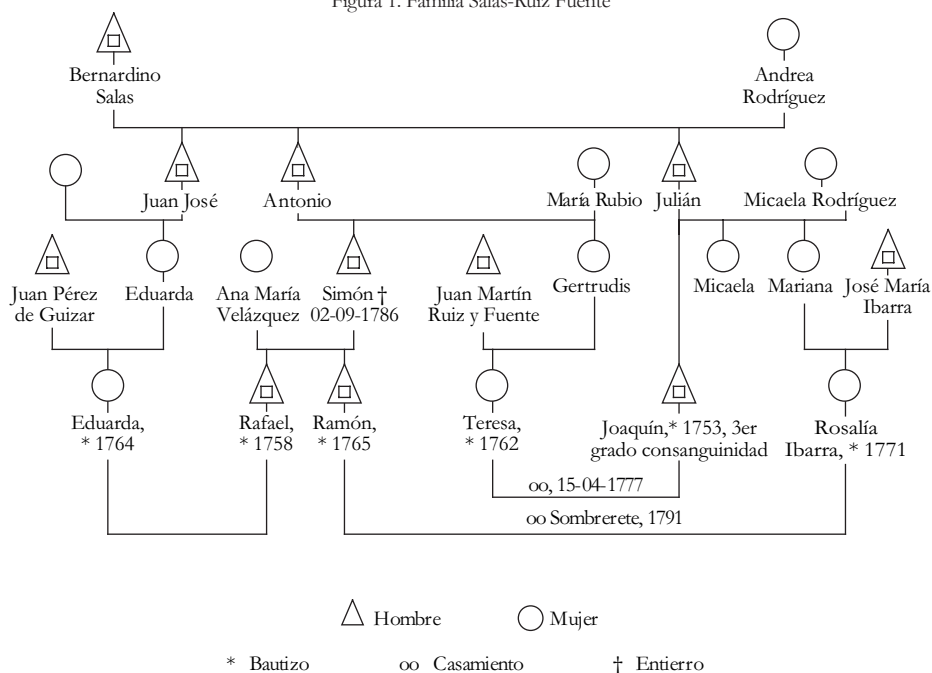 Figura 1. Familia Salas-Ruiz Fuente
Bernardino
Salas
Andrea
Rodríguez
Juan José
Antonio
María Rubio
Julián
Micaela Rodríguez
Juan Pérez
de Guizar
Eduarda
Ana María
Velázquez
Simón †
02-09-1786
Juan Martín
Ruiz y Fuente
Gertrudis
Micaela
Mariana
José María
Ibarra
Eduarda,
* 1764
Rafael,
* 1758
Ramón,
* 1765
Teresa,
* 1762
Joaquín,* 1753, 3er
grado consanguinidad
Rosalía
Ibarra, * 1771
oo, 15-04-1777
oo Sombrerete, 1791
Hombre
Mujer
* Bautizo
oo Casamiento
† Entierro